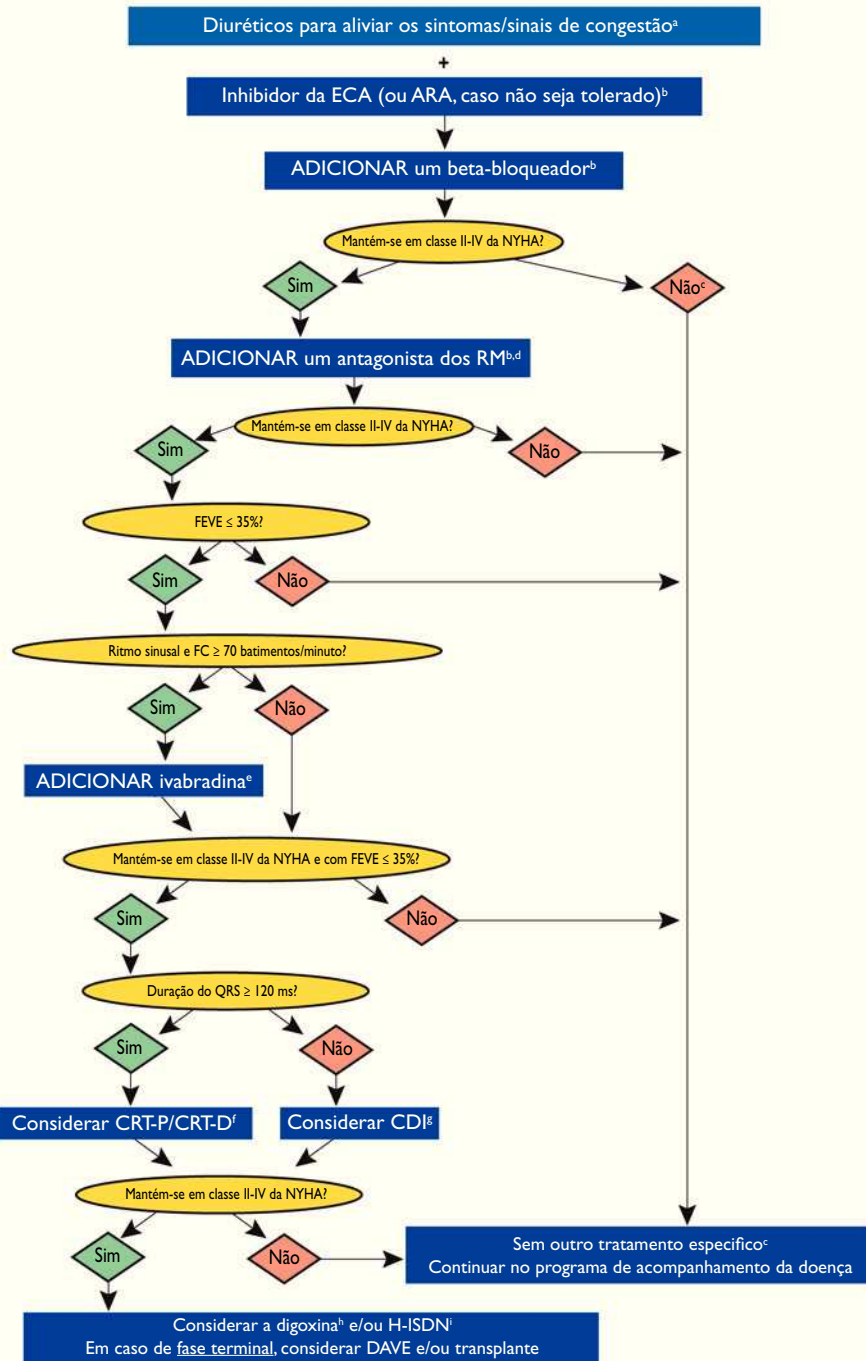 Diuréticos para aliviar os sintomas/sinais de congestãoᵃ
+
Inhibidor da ECA (ou ARA, caso não seja tolerado)ᵇ
ADICIONAR um beta-bloqueadorᵇ
Mantém-se em classe II-IV da NYHA?
Sim
Nãoᶜ
ADICIONAR um antagonista dos RMᵇ,ᵈ
Mantém-se em classe II-IV da NYHA?
Sim
Não
FEVE ≤ 35%?
Sim
Não
Ritmo sinusal e FC ≥ 70 batimentos/minuto?
Sim
Não
ADICIONAR ivabradinaᵉ
Mantém-se em classe II-IV da NYHA e com FEVE ≤ 35%?
Sim
Não
Duração do QRS ≥ 120 ms?
Sim
Não
Considerar CRT-P/CRT-Dᶠ
Considerar CDIᵍ
Mantém-se em classe II-IV da NYHA?
Sim
Não
Sem outro tratamento especificoᶜ
Continuar no programa de acompanhamento da doença
Considerar a digoxinaʰ e/ou H-ISDNⁱ
Em caso de fase terminal, considerar DAVE e/ou transplante